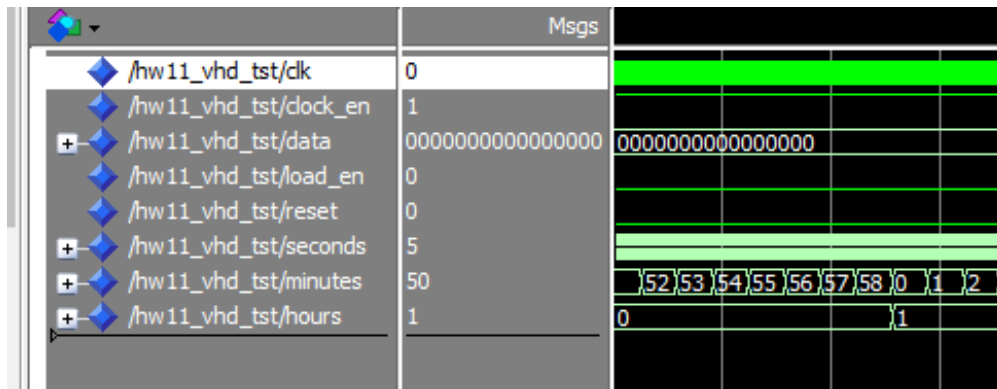 Msgs
/hw11_vhd_tst/clk 0
/hw11_vhd_tst/clock_en 1
/hw11_vhd_tst/data 0000000000000000 0000000000000000
/hw11_vhd_tst/load_en 0
/hw11_vhd_tst/reset 0
/hw11_vhd_tst/seconds 5
/hw11_vhd_tst/minutes 50 52 53 54 55 56 57 58 0 1 2
/hw11_vhd_tst/hours 1 0 1